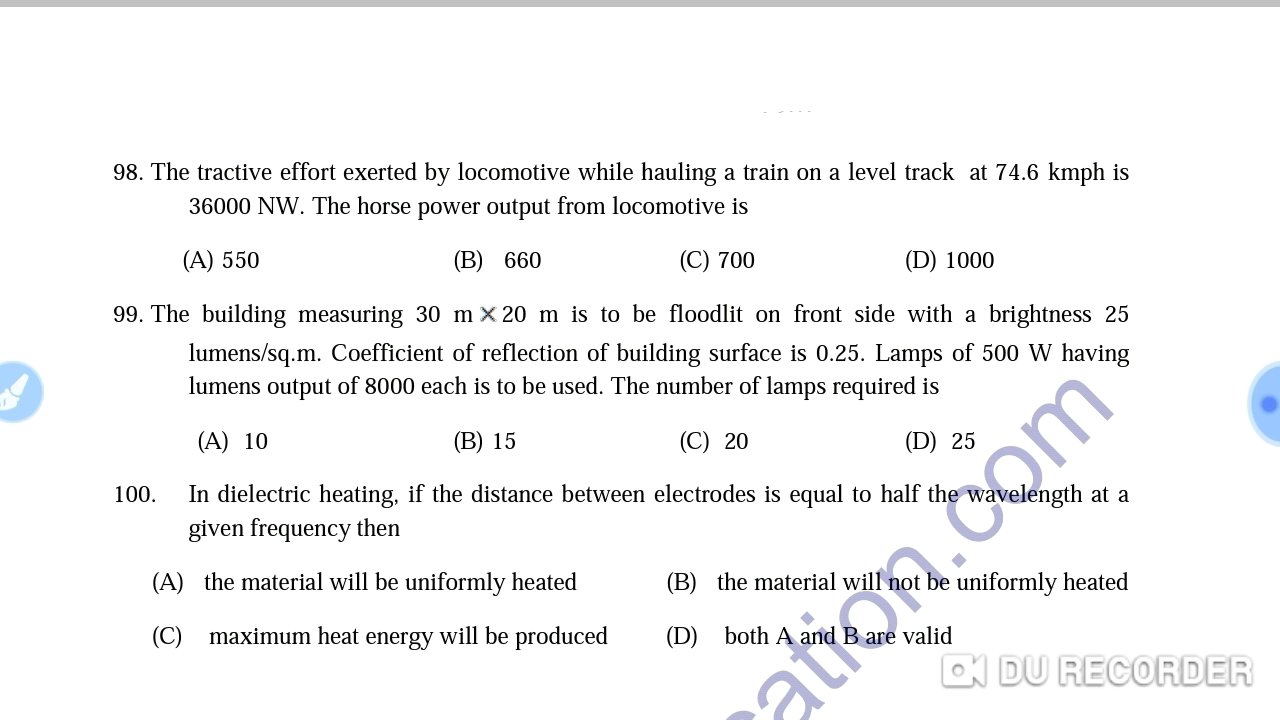 98. The tractive effort exerted by locomotive while hauling a train on a level track at 74.6 kmph is
36000 NW. The horse power output from locomotive is
(A) 550 (B) 660 (C) 700 (D) 1000
99. The building measuring 30 m × 20 m is to be floodlit on front side with a brightness 25
lumens/sq.m. Coefficient of reflection of building surface is 0.25. Lamps of 500 W having
lumens output of 8000 each is to be used. The number of lamps required is
(A) 10 (B) 15 (C) 20 (D) 25
100. In dielectric heating, if the distance between electrodes is equal to half the wavelength at a
given frequency then
(A) the material will be uniformly heated (B) the material will not be uniformly heated
(C) maximum heat energy will be produced (D) both A and B are valid
cation.com
DU RECORDER